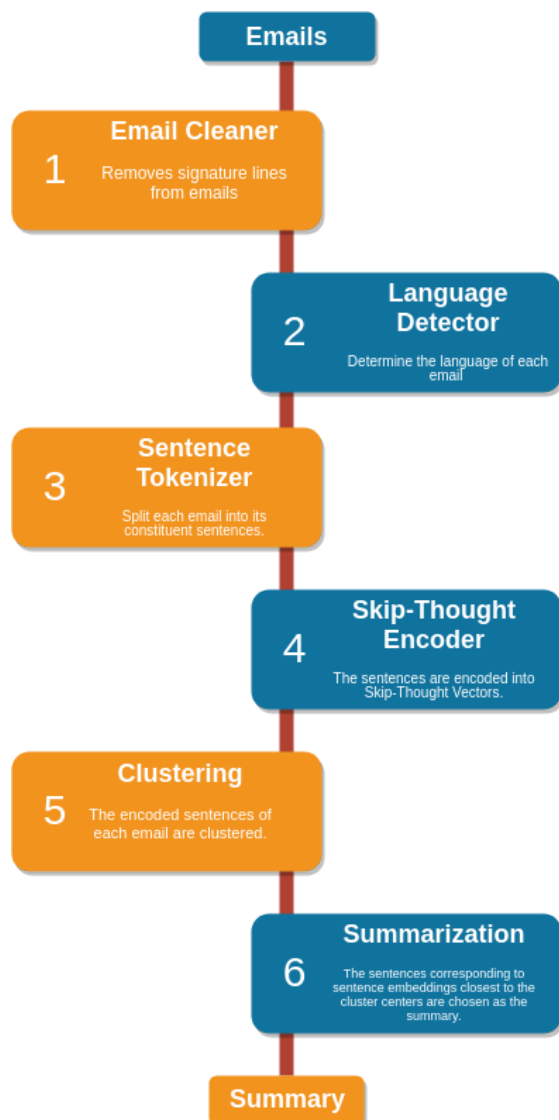 Emails
Email Cleaner
1
Removes signature lines
from emails
Language
Detector
2
Determine the language of each
email
Sentence
Tokenizer
3
Split each email into its
constituent sentences.
Skip-Thought
Encoder
4
The sentences are encoded into
Skip-Thought Vectors.
Clustering
5
The encoded sentences of
each email are clustered.
Summarization
6
The sentences corresponding to
sentence embeddings closest to the
cluster centers are chosen as the
summary.
Summary